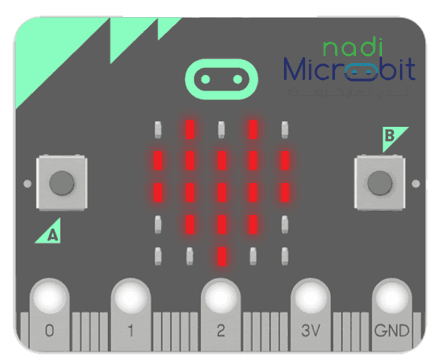 nadi
Microbit
B
A
0 1 2 3V GND